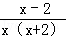 x − 2
x (x+2)